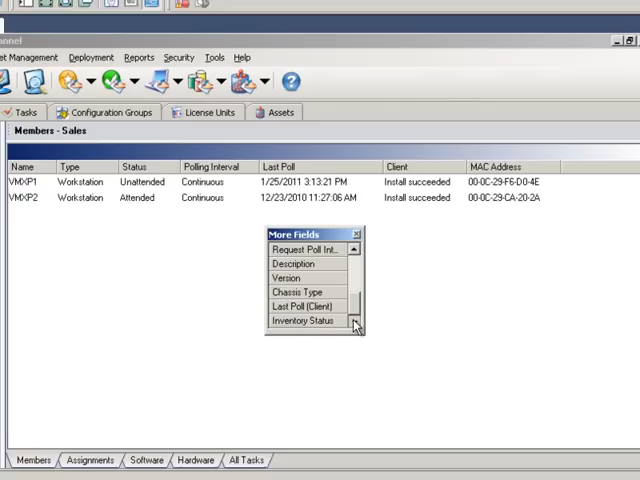 nnel
et Management Deployment Reports Security Tools Help
Tasks Configuration Groups License Units Assets
Members - Sales
Name Type Status Polling Interval Last Poll Client MAC Address
VMXP1 Workstation Unattended Continuous 1/25/2011 3:13:21 PM Install succeeded 00-0C-29-F6-D0-4E
VMXP2 Workstation Attended Continuous 12/23/2010 11:27:06 AM Install succeeded 00-0C-29-CA-20-2A
More Fields
Request Poll Int...
Description
Version
Chassis Type
Last Poll (Client)
Inventory Status
Members Assignments Software Hardware All Tasks